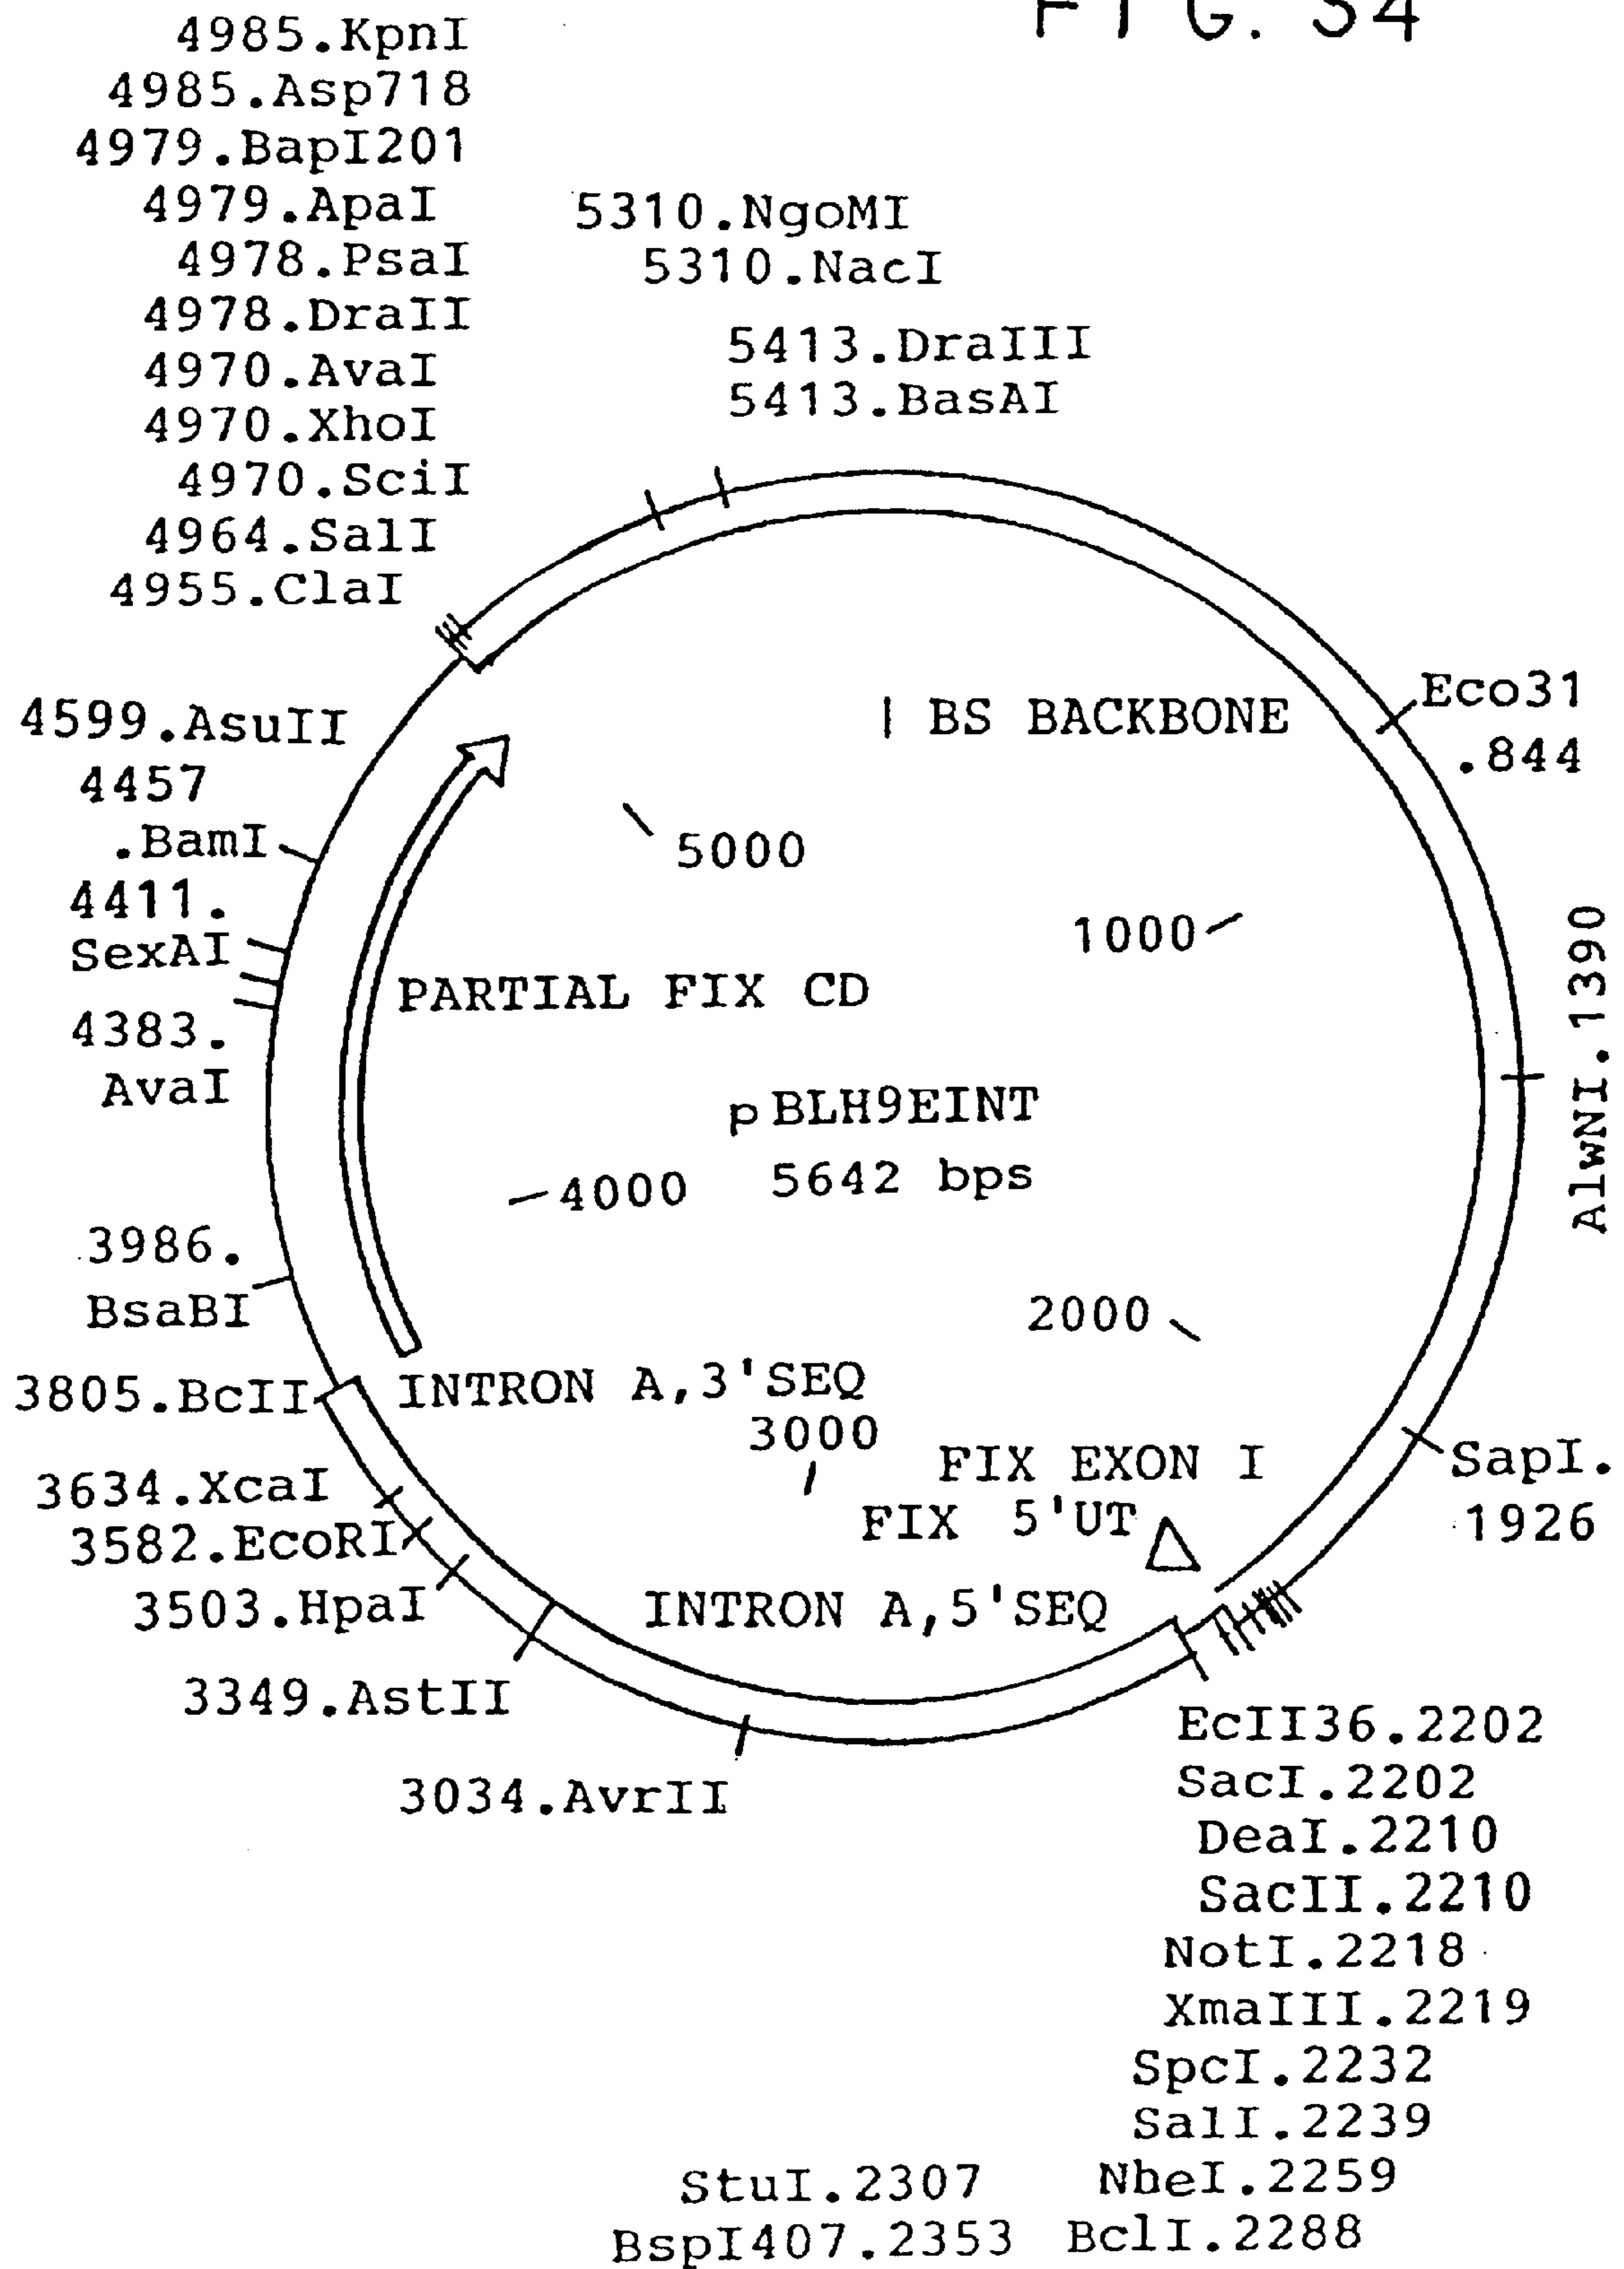 FIG. 34
4985.KpnI
4985.Asp718
4979.BapI201
4979.ApaI
4978.PsaI
4978.DraII
4970.AvaI
4970.XhoI
4970.SciI
4964.SalI
4955.ClaI
5310.NgoMI
5310.NacI
5413.DraIII
5413.BasAI
4599.AsuII
4457
.BamI
4411.
SexAI
4383.
AvaI
3986.
BsaBI
3805.BcII
3634.XcaI
3582.EcoRI
3503.HpaI
3349.AstII
3034.AvrII
BS BACKBONE
Eco31
.844
5000
1000
AlwNI.1390
PARTIAL FIX CD
pBLH9EINT
5642 bps
4000
2000
INTRON A,3'SEQ
3000
FIX EXON I
FIX 5'UT
INTRON A,5'SEQ
SapI.
1926
EcII36.2202
SacI.2202
DeaI.2210
SacII.2210
NotI.2218
XmaIII.2219
SpcI.2232
SalI.2239
NbeI.2259
BclI.2288
StuI.2307
BspI407.2353